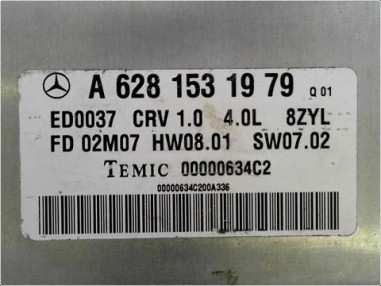 A 628 153 19 79 Q 01
ED0037 CRV 1.0 4.0L 8ZYL
FD 02M07 HW08.01 SW07.02
TEMIC 00000634C2
00000634C200A336